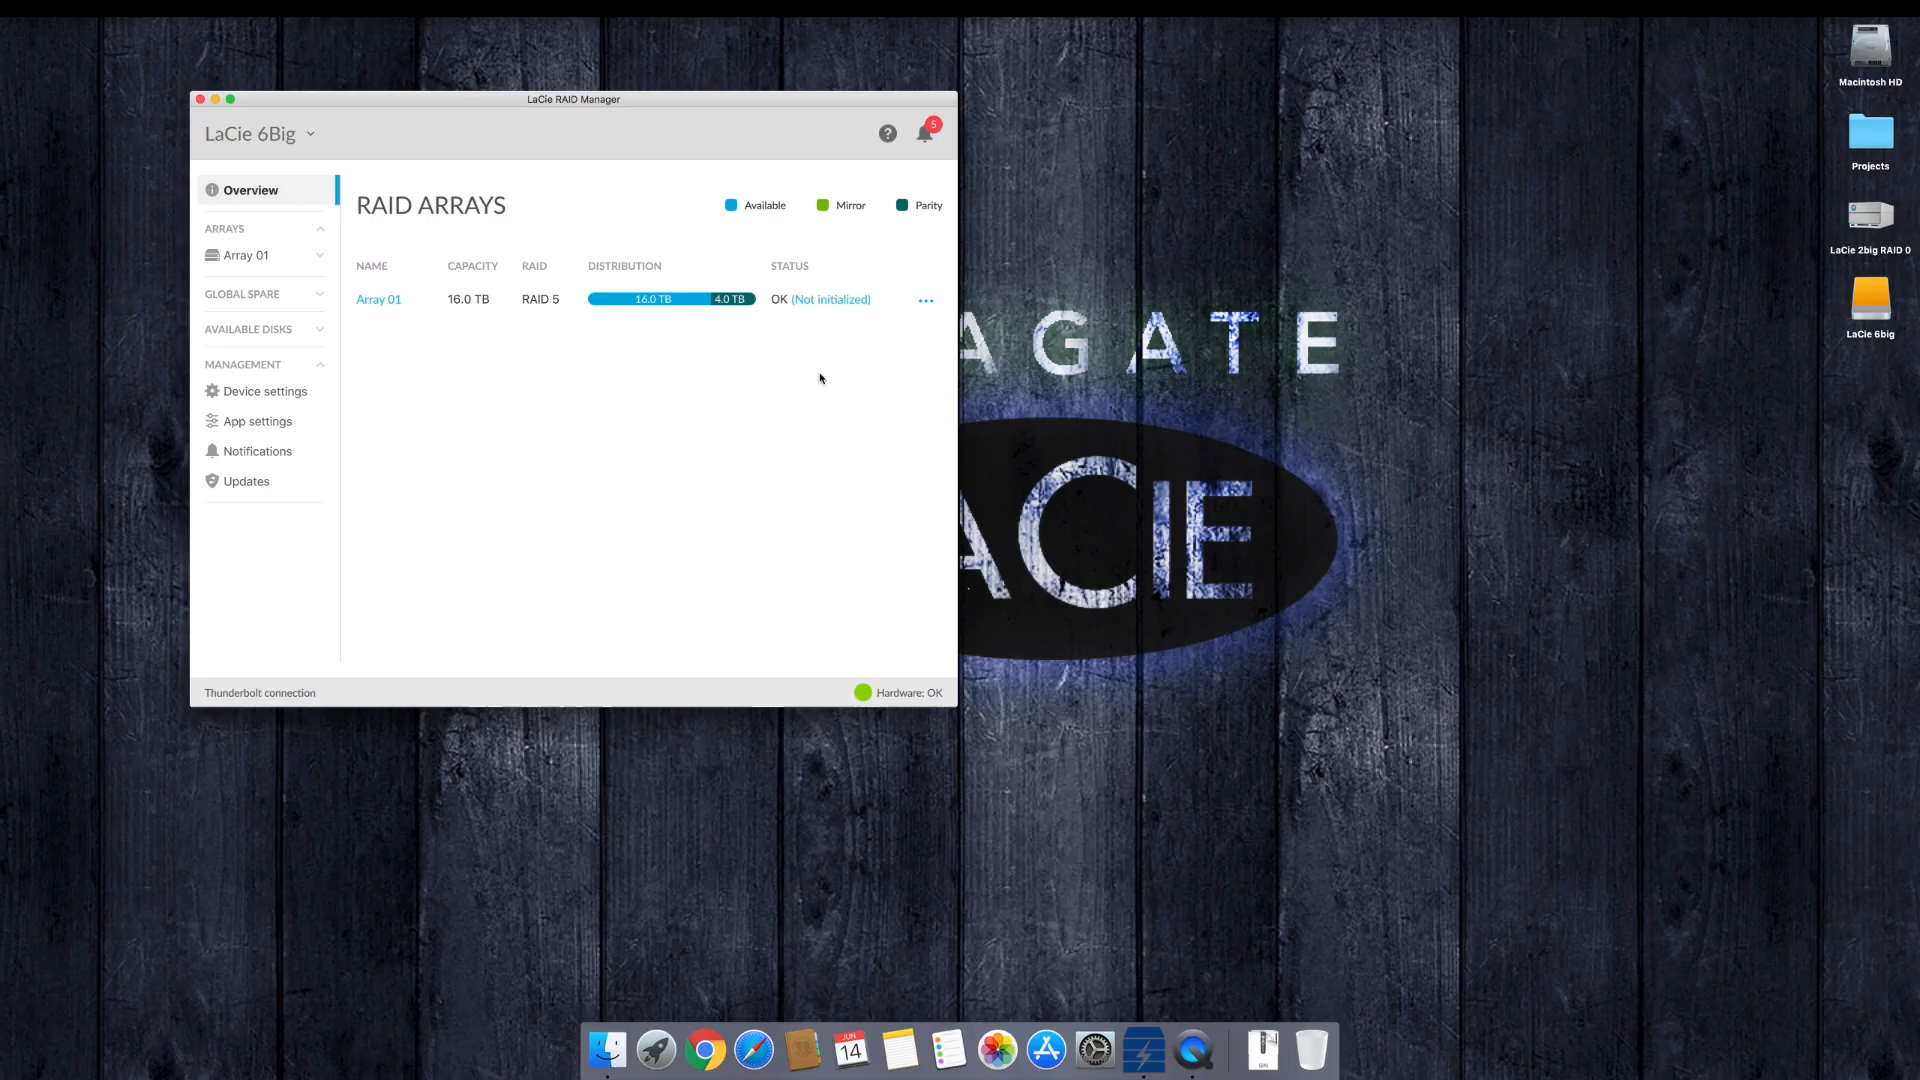 LaCie RAID Manager
LaCie 6Big
5
Overview
ARRAYS
Array 01
GLOBAL SPARE
AVAILABLE DISKS
MANAGEMENT
Device settings
App settings
Notifications
Updates
RAID ARRAYS
Available
Mirror
Parity
NAME CAPACITY RAID DISTRIBUTION STATUS
Array 01 16.0 TB RAID 5 16.0 TB 4.0 TB OK (Not initialized)
Thunderbolt connection
Hardware: OK
AGATE
ACIE
Macintosh HD
Projects
LaCie 2big RAID 0
LaCie 6big
JUN
14